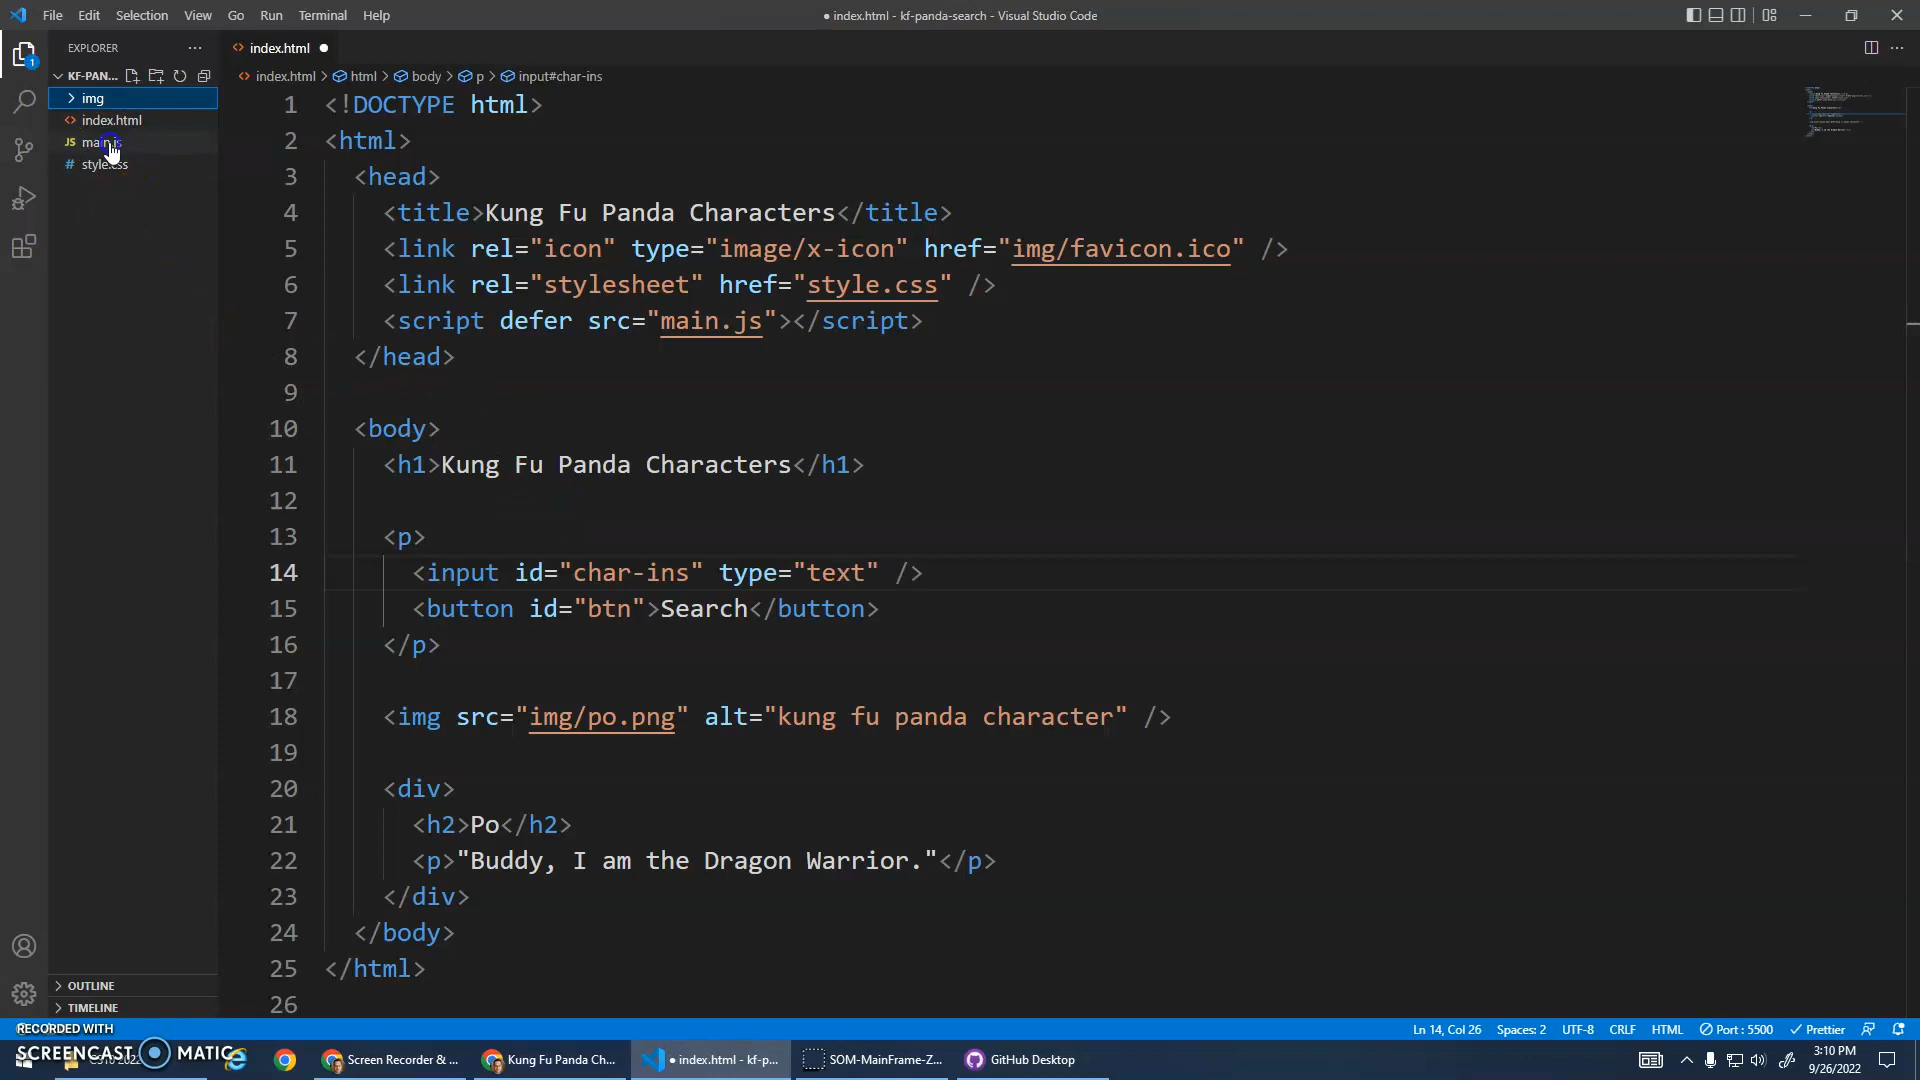 File Edit Selection View Go Run Terminal Help
● index.html - kf-panda-search - Visual Studio Code
EXPLORER ...
index.html ●
KF-PAN...
index.html > html > body > p > input#char-ins
img
index.html
main.js
style.css
1 <!DOCTYPE html>
2 <html>
3 <head>
4 <title>Kung Fu Panda Characters</title>
5 <link rel="icon" type="image/x-icon" href="img/favicon.ico" />
6 <link rel="stylesheet" href="style.css" />
7 <script defer src="main.js"></script>
8 </head>
9
10 <body>
11 <h1>Kung Fu Panda Characters</h1>
12
13 <p>
14 <input id="char-ins" type="text" />
15 <button id="btn">Search</button>
16 </p>
17
18 <img src="img/po.png" alt="kung fu panda character" />
19
20 <div>
21 <h2>Po</h2>
22 <p>"Buddy, I am the Dragon Warrior."</p>
23 </div>
24 </body>
25 </html>
26
OUTLINE
TIMELINE
Ln 14, Col 26 Spaces: 2 UTF-8 CRLF HTML Port : 5500 Prettier
RECORDED WITH
SCREENCAST MATIC
Screen Recorder & ...
Kung Fu Panda Ch...
● index.html - kf-p...
SOM-MainFrame-Z...
GitHub Desktop
3:10 PM
9/26/2022